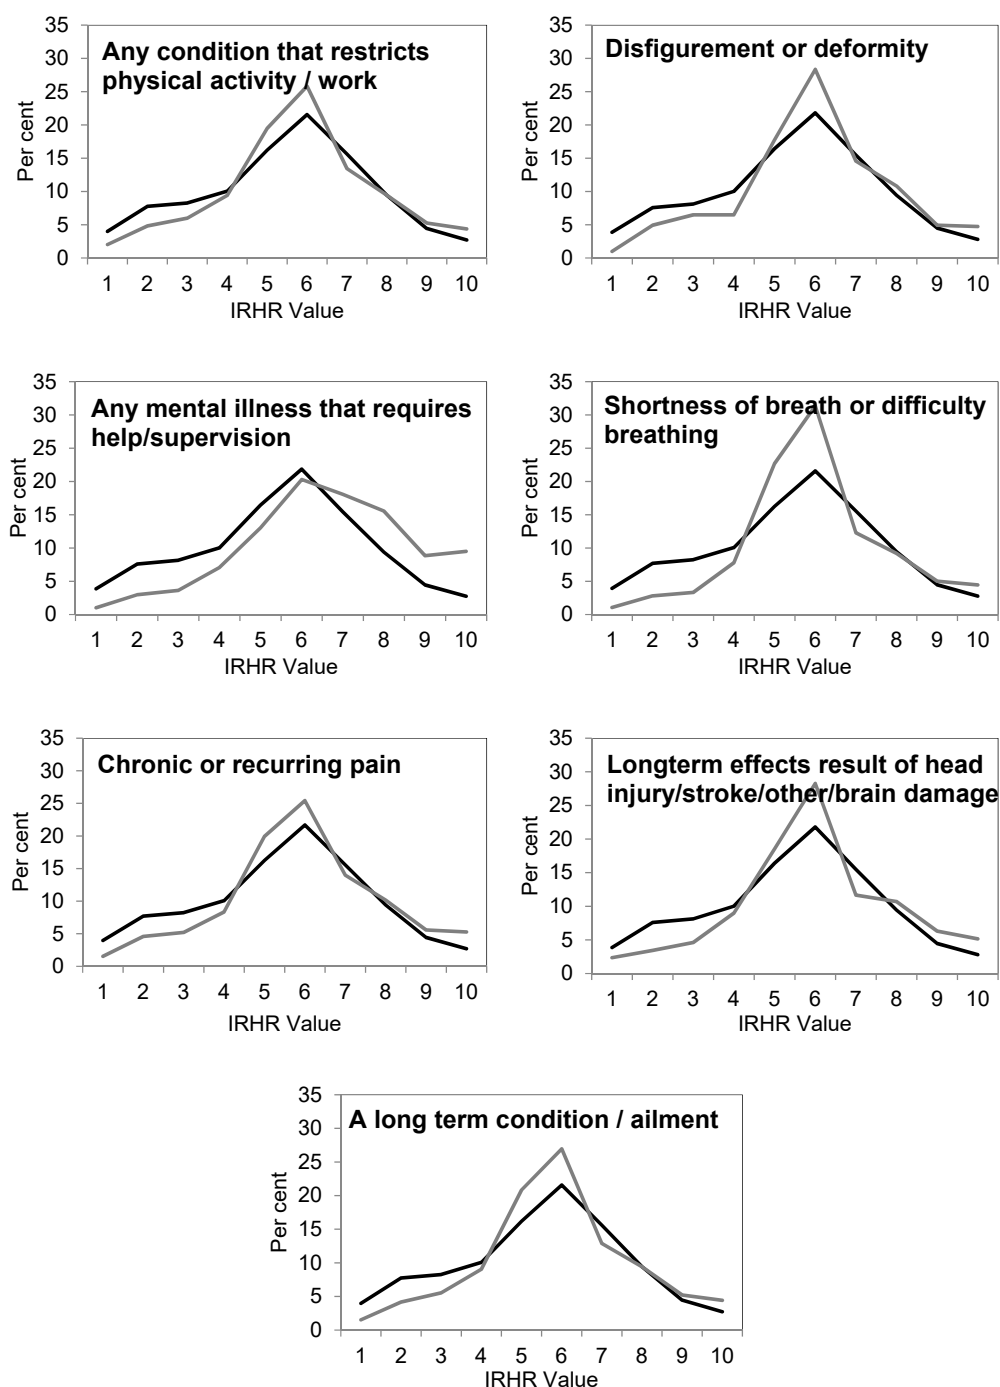 Any condition that restricts
physical activity / work
Per cent
35
30
25
20
15
10
5
0
1 2 3 4 5 6 7 8 9 10
IRHR Value
Disfigurement or deformity
Per cent
35
30
25
20
15
10
5
0
1 2 3 4 5 6 7 8 9 10
IRHR Value
Any mental illness that requires
help/supervision
Per cent
35
30
25
20
15
10
5
0
1 2 3 4 5 6 7 8 9 10
IRHR Value
Shortness of breath or difficulty
breathing
Per cent
35
30
25
20
15
10
5
0
1 2 3 4 5 6 7 8 9 10
IRHR Value
Chronic or recurring pain
Per cent
35
30
25
20
15
10
5
0
1 2 3 4 5 6 7 8 9 10
IRHR Value
Longterm effects result of head
injury/stroke/other/brain damage
Per cent
35
30
25
20
15
10
5
0
1 2 3 4 5 6 7 8 9 10
IRHR Value
A long term condition / ailment
Per cent
35
30
25
20
15
10
5
0
1 2 3 4 5 6 7 8 9 10
IRHR Value